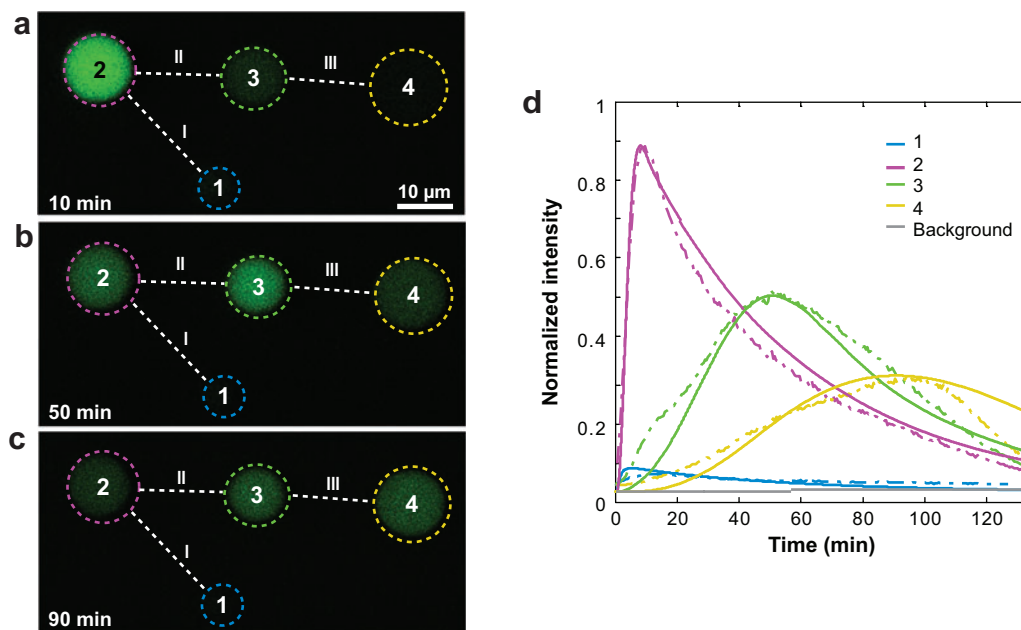 a
2
II
3
III
4
I
1
10 min
10 µm
b
2
II
3
III
4
I
1
50 min
c
2
II
3
III
4
I
1
90 min
d
1
0.8
0.6
0.4
0.2
0
Normalized intensity
1
2
3
4
Background
0 20 40 60 80 100 120
Time (min)